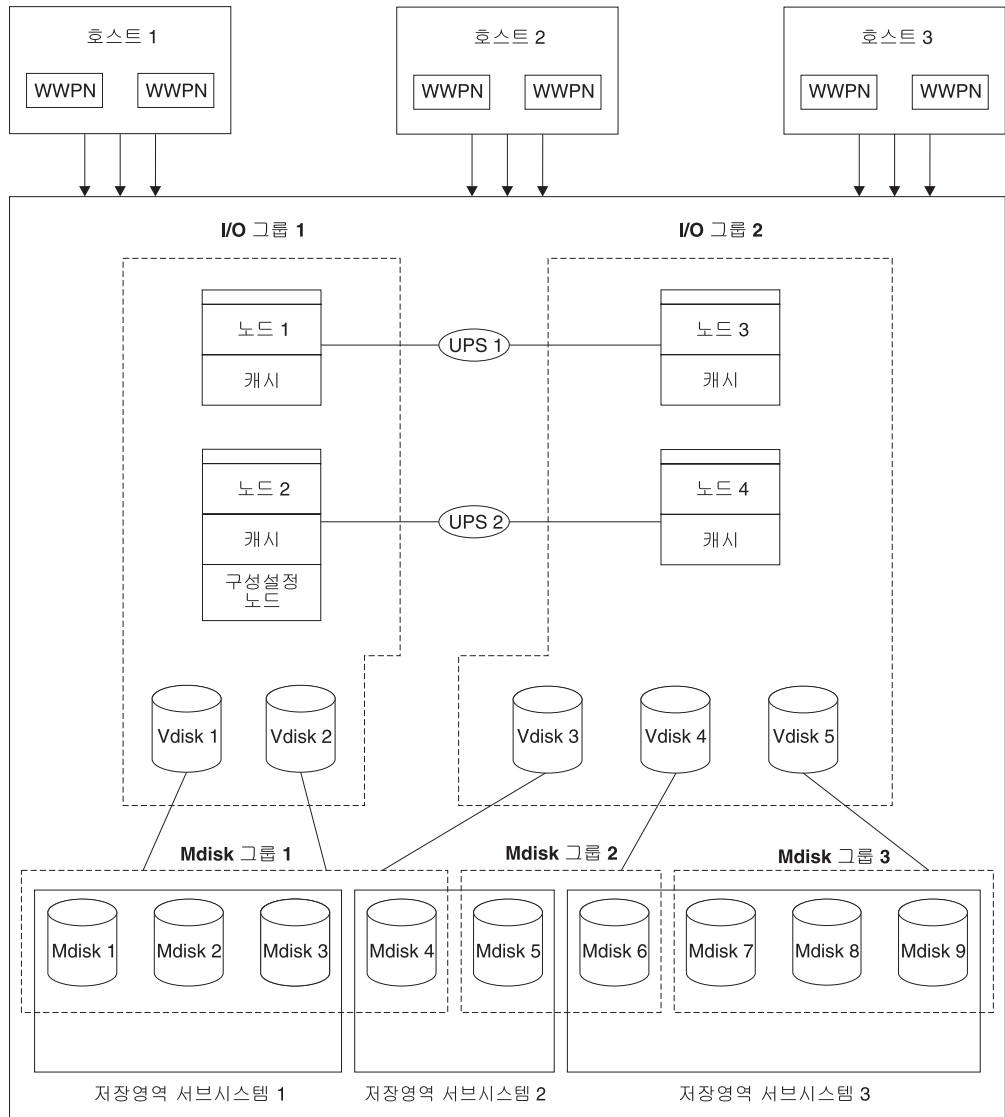 호스트 1
WWPN WWPN
호스트 2
WWPN WWPN
호스트 3
WWPN WWPN
I/O 그룹 1
I/O 그룹 2
노드 1
캐시
UPS 1
노드 3
캐시
노드 2
캐시
구성설정
노드
UPS 2
노드 4
캐시
Vdisk 1
Vdisk 2
Vdisk 3
Vdisk 4
Vdisk 5
Mdisk 그룹 1
Mdisk 그룹 2
Mdisk 그룹 3
Mdisk 1
Mdisk 2
Mdisk 3
Mdisk 4
Mdisk 5
Mdisk 6
Mdisk 7
Mdisk 8
Mdisk 9
저장영역 서브시스템 1
저장영역 서브시스템 2
저장영역 서브시스템 3